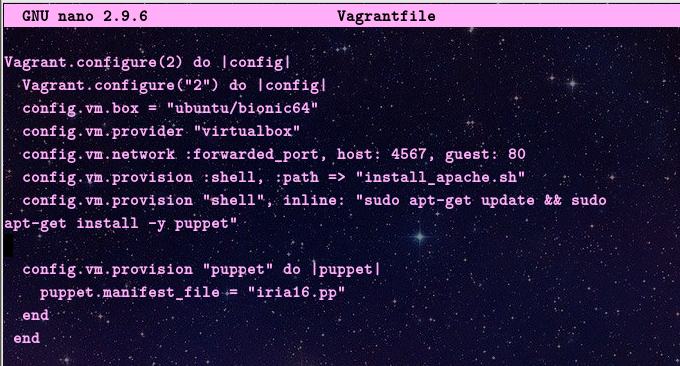 GNU nano 2.9.6 Vagrantfile
Vagrant.configure(2) do |config|
Vagrant.configure("2") do |config|
config.vm.box = "ubuntu/bionic64"
config.vm.provider "virtualbox"
config.vm.network :forwarded_port, host: 4567, guest: 80
config.vm.provision :shell, :path => "install_apache.sh"
config.vm.provision "shell", inline: "sudo apt-get update && sudo
apt-get install -y puppet"
config.vm.provision "puppet" do |puppet|
puppet.manifest_file = "iria16.pp"
end
end